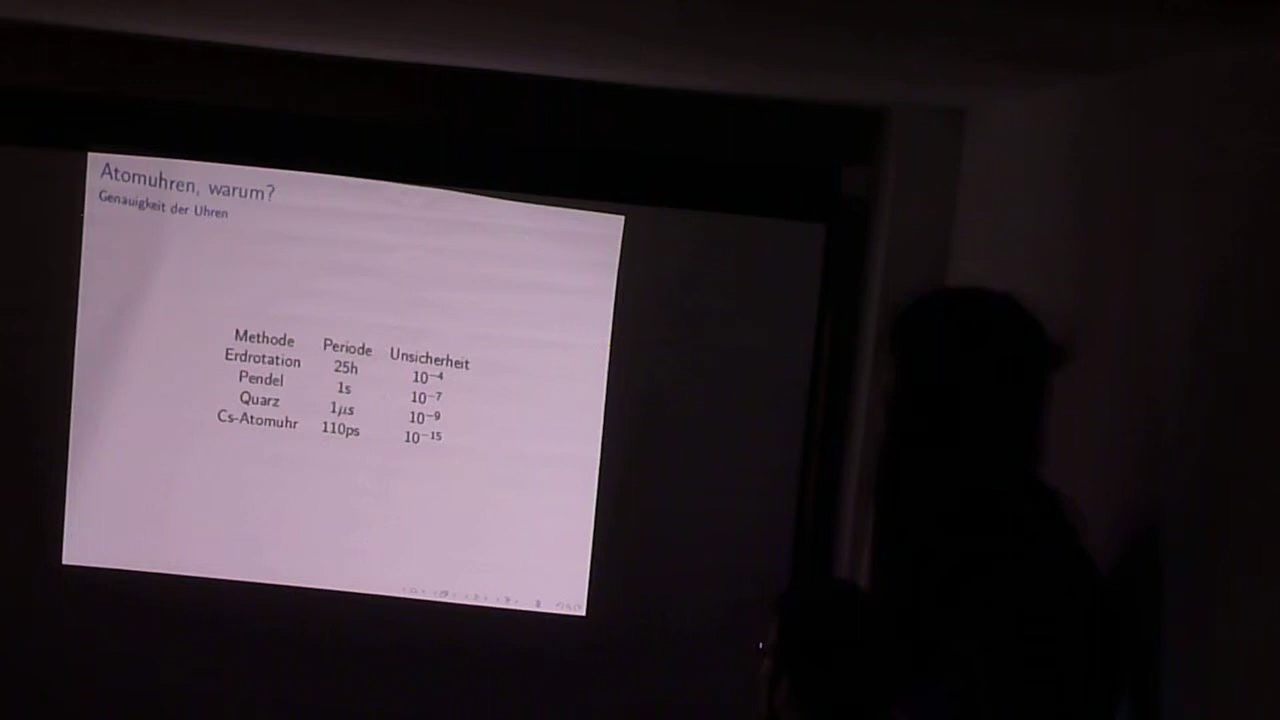 Atomuhren, warum?
Genauigkeit der Uhren
Methode Periode Unsicherheit
Erdrotation 25h 10⁻⁴
Pendel 1s 10⁻⁷
Quarz 1µs 10⁻⁹
Cs-Atomuhr 110ps 10⁻¹⁵